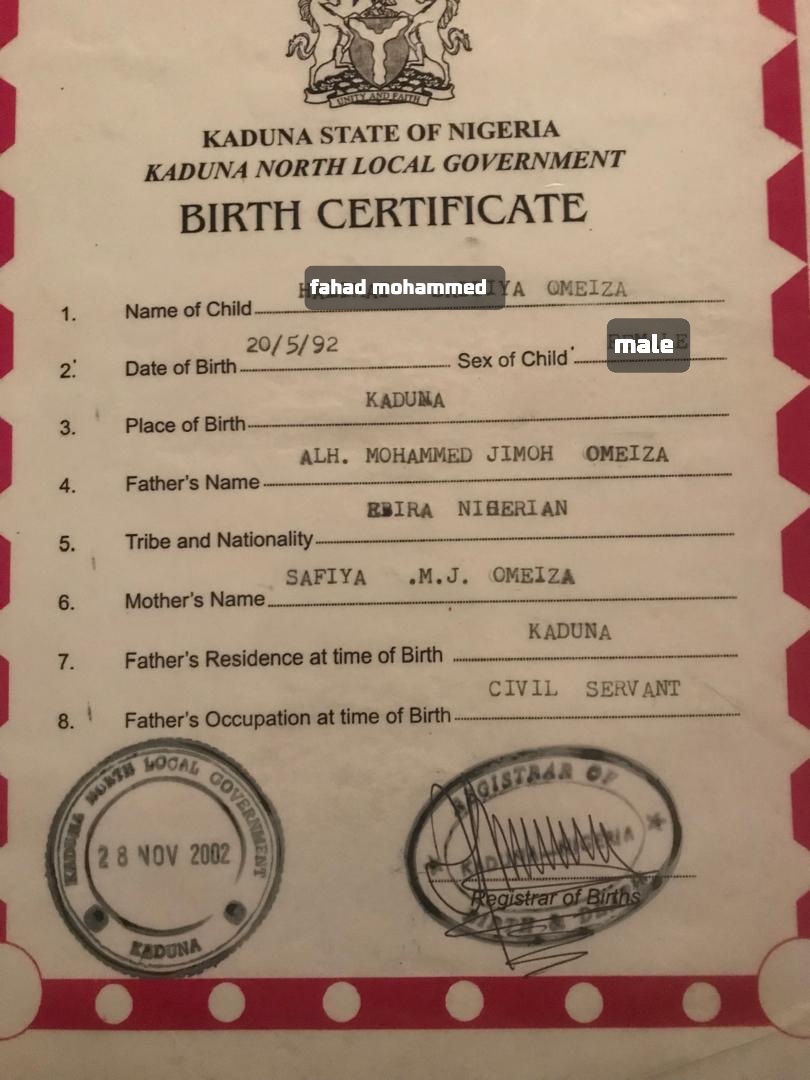 UNITY AND FAITH
KADUNA STATE OF NIGERIA
KADUNA NORTH LOCAL GOVERNMENT
BIRTH CERTIFICATE
1. Name of Child fahad mohammed IYA OMEIZA
2. Date of Birth 20/5/92 Sex of Child male
3. Place of Birth KADUNA
4. Father's Name ALH. MOHAMMED JIMOH OMEIZA
5. Tribe and Nationality EBIRA NIGERIAN
6. Mother's Name SAFIYA .M.J. OMEIZA
7. Father's Residence at time of Birth KADUNA
8. Father's Occupation at time of Birth CIVIL SERVANT
KADUNA NORTH LOCAL GOVERNMENT
28 NOV 2002
KADUNA
REGISTRAR OF
KADUNA NIGERIA
Registrar of Births
BIRTH &